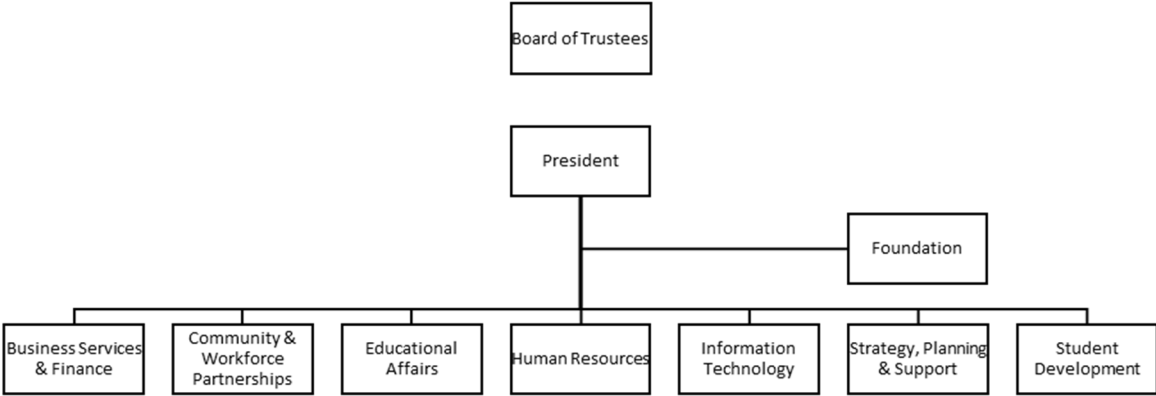 Board of Trustees
President
Foundation
Business Services
& Finance
Community &
Workforce
Partnerships
Educational
Affairs
Human Resources
Information
Technology
Strategy, Planning
& Support
Student
Development